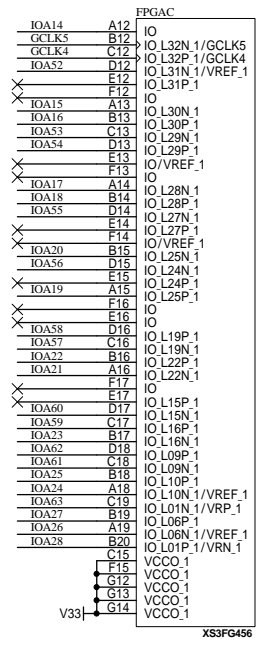 FPGAC
IOA14 A12 IO
GCLK5 B12 IO_L32N_1/GCLK5
GCLK4 C12 IO_L32P_1/GCLK4
IOA52 D12 IO_L31N_1/VREF_1
E12 IO_L31P_1
F12 IO
IOA15 A13 IO_L30N_1
IOA16 B13 IO_L30P_1
IOA53 C13 IO_L29N_1
IOA54 D13 IO_L29P_1
E13 IO/VREF_1
F13 IO
IOA17 A14 IO_L28N_1
IOA18 B14 IO_L28P_1
IOA55 D14 IO_L27N_1
E14 IO_L27P_1
F14 IO/VREF_1
IOA20 B15 IO_L25N_1
IOA56 D15 IO_L24N_1
E15 IO_L24P_1
IOA19 A15 IO_L25P_1
F16 IO
E16 IO
IOA58 D16 IO_L19P_1
IOA57 C16 IO_L19N_1
IOA22 B16 IO_L22P_1
IOA21 A16 IO_L22N_1
F17 IO
E17 IO_L15P_1
IOA60 D17 IO_L15N_1
IOA59 C17 IO_L16P_1
IOA23 B17 IO_L16N_1
IOA62 D18 IO_L09P_1
IOA61 C18 IO_L09N_1
IOA25 B18 IO_L10P_1
IOA24 A18 IO_L10N_1/VREF_1
IOA63 C19 IO_L01N_1/VRP_1
IOA27 B19 IO_L06P_1
IOA26 A19 IO_L06N_1/VREF_1
IOA28 B20 IO_L01P_1/VRN_1
C15 VCCO_1
F15 VCCO_1
G12 VCCO_1
G13 VCCO_1
V33 G14 VCCO_1
XS3FG456